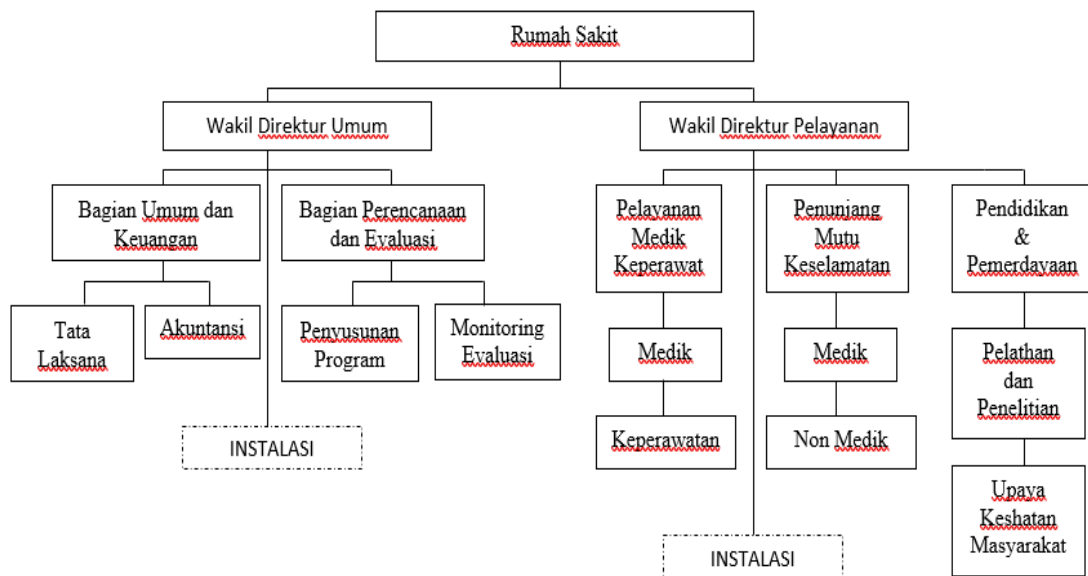 Rumah Sakit
Wakil Direktur Umum
Wakil Direktur Pelayanan
Bagian Umum dan
Keuangan
Bagian Perencanaan
dan Evaluasi
Pelayanan
Medik
Keperawat
Penunjang
Mutu
Keselamatan
Pendidikan
&
Pemerdayaan
Tata
Laksana
Akuntansi
Penyusunan
Program
Monitoring
Evaluasi
Medik
Medik
Pelathan
dan
Penelitian
Keperawatan
Non Medik
INSTALASI
Upaya
Keshatan
Masyarakat
INSTALASI